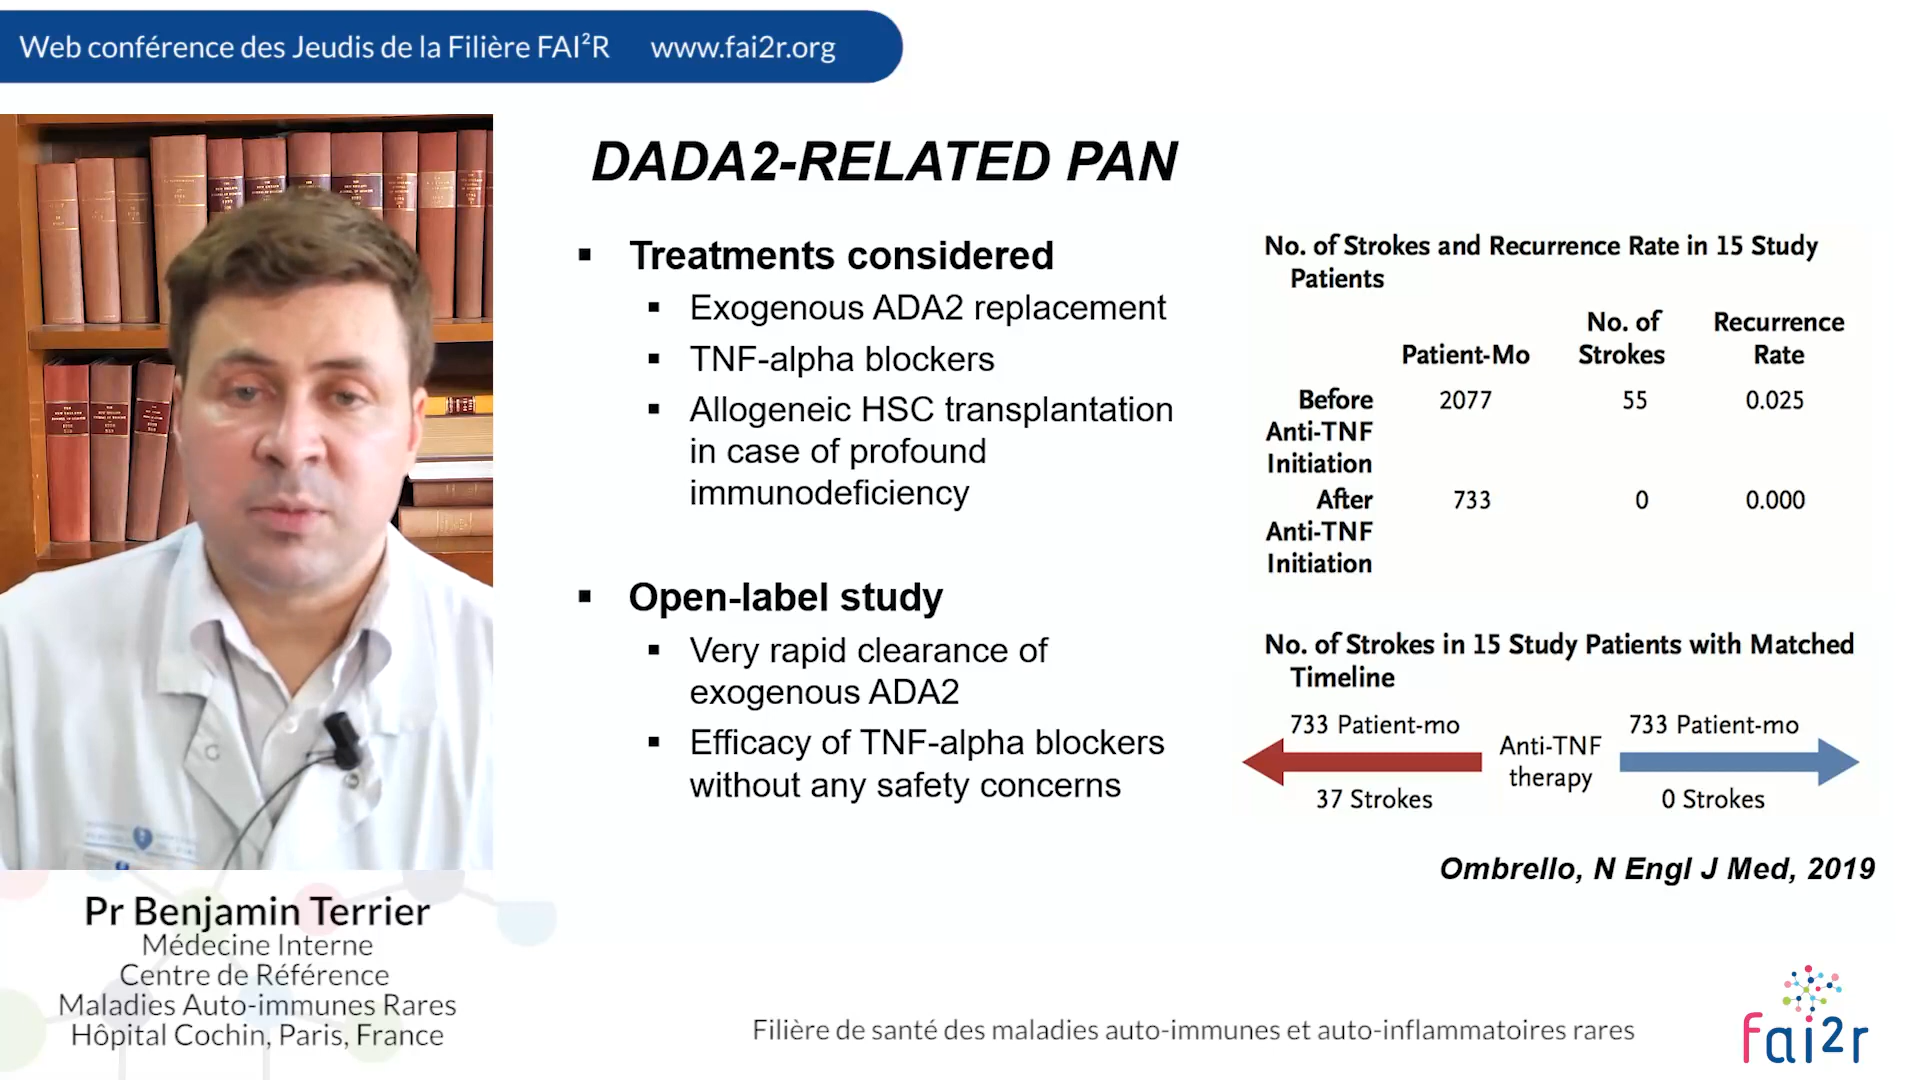 Web conférence des Jeudis de la Filière FAI²R www.fai2r.org
DADA2-RELATED PAN
▪ Treatments considered
▪ Exogenous ADA2 replacement
▪ TNF-alpha blockers
▪ Allogeneic HSC transplantation
in case of profound
immunodeficiency
▪ Open-label study
▪ Very rapid clearance of
exogenous ADA2
▪ Efficacy of TNF-alpha blockers
without any safety concerns
No. of Strokes and Recurrence Rate in 15 Study
Patients
No. of Recurrence
Patient-Mo Strokes Rate
Before 2077 55 0.025
Anti-TNF
Initiation
After 733 0 0.000
Anti-TNF
Initiation
No. of Strokes in 15 Study Patients with Matched
Timeline
733 Patient-mo Anti-TNF 733 Patient-mo
therapy
37 Strokes 0 Strokes
Ombrello, N Engl J Med, 2019
Pr Benjamin Terrier
Médecine Interne
Centre de Référence
Maladies Auto-immunes Rares
Hôpital Cochin, Paris, France
Filière de santé des maladies auto-immunes et auto-inflammatoires rares
fai2r